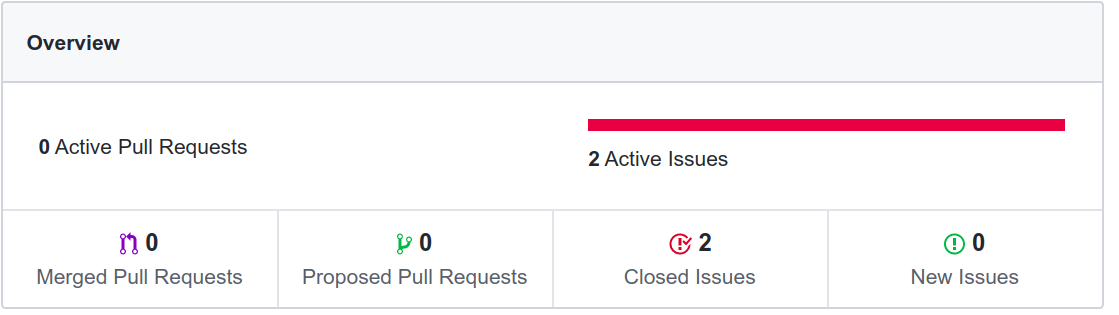 Overview
0 Active Pull Requests
2 Active Issues
0
Merged Pull Requests
0
Proposed Pull Requests
2
Closed Issues
0
New Issues